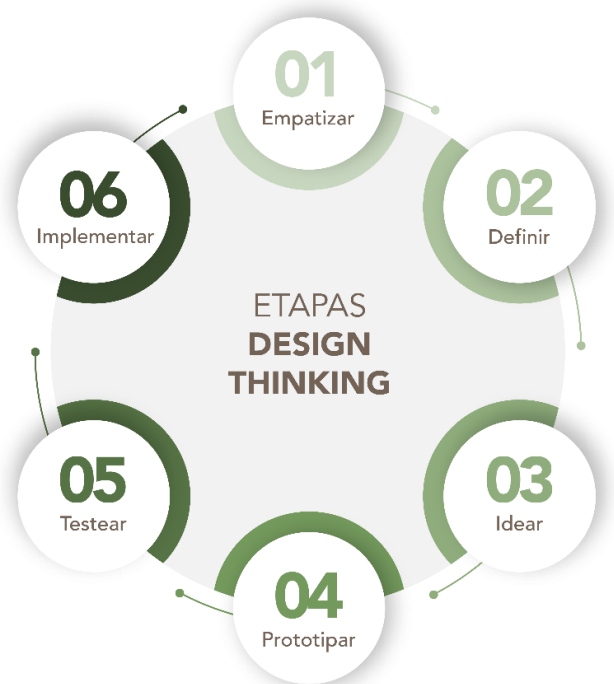 01
Empatizar
02
Definir
03
Idear
04
Prototipar
05
Testear
06
Implementar
ETAPAS
DESIGN
THINKING